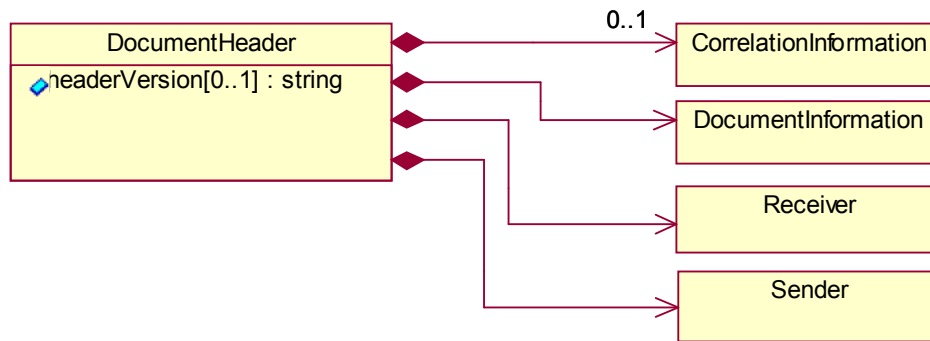 DocumentHeader
headerVersion[0..1] : string
0..1
CorrelationInformation
DocumentInformation
Receiver
Sender